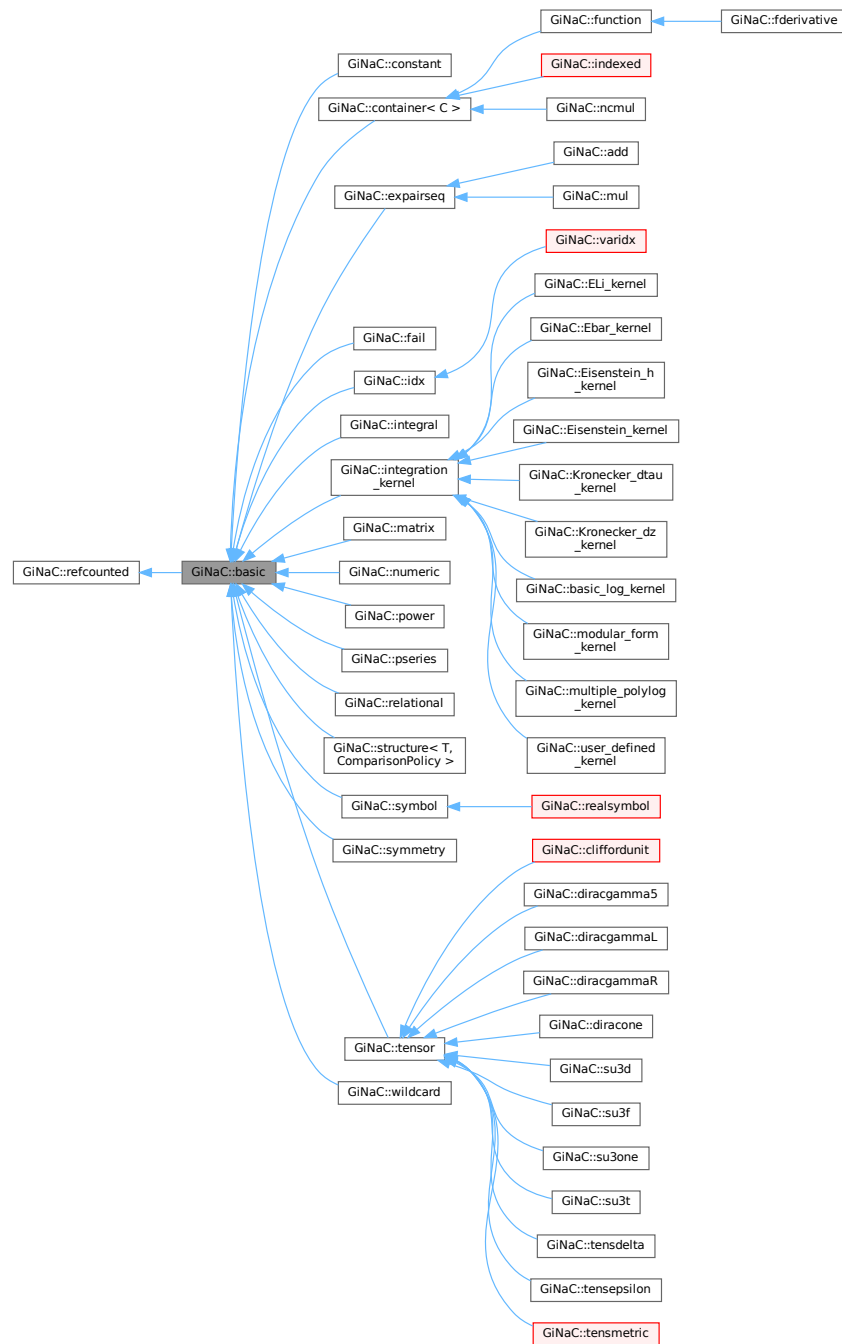 GiNaC::function
GiNaC::fderivative
GiNaC::constant
GiNaC::indexed
GiNaC::container< C >
GiNaC::ncmul
GiNaC::add
GiNaC::expairseq
GiNaC::mul
GiNaC::varidx
GiNaC::ELi_kernel
GiNaC::Ebar_kernel
GiNaC::fail
GiNaC::Eisenstein_h
_kernel
GiNaC::idx
GiNaC::integral
GiNaC::Eisenstein_kernel
GiNaC::integration
_kernel
GiNaC::Kronecker_dtau
_kernel
GiNaC::matrix
GiNaC::Kronecker_dz
_kernel
GiNaC::refcounted
GiNaC::basic
GiNaC::numeric
GiNaC::basic_log_kernel
GiNaC::power
GiNaC::modular_form
_kernel
GiNaC::pseries
GiNaC::multiple_polylog
_kernel
GiNaC::relational
GiNaC::structure< T,
ComparisonPolicy >
GiNaC::user_defined
_kernel
GiNaC::symbol
GiNaC::realsymbol
GiNaC::symmetry
GiNaC::cliffordunit
GiNaC::diracgamma5
GiNaC::diracgammaL
GiNaC::diracgammaR
GiNaC::diracone
GiNaC::tensor
GiNaC::su3d
GiNaC::wildcard
GiNaC::su3f
GiNaC::su3one
GiNaC::su3t
GiNaC::tensdelta
GiNaC::tensepsilon
GiNaC::tensmetric